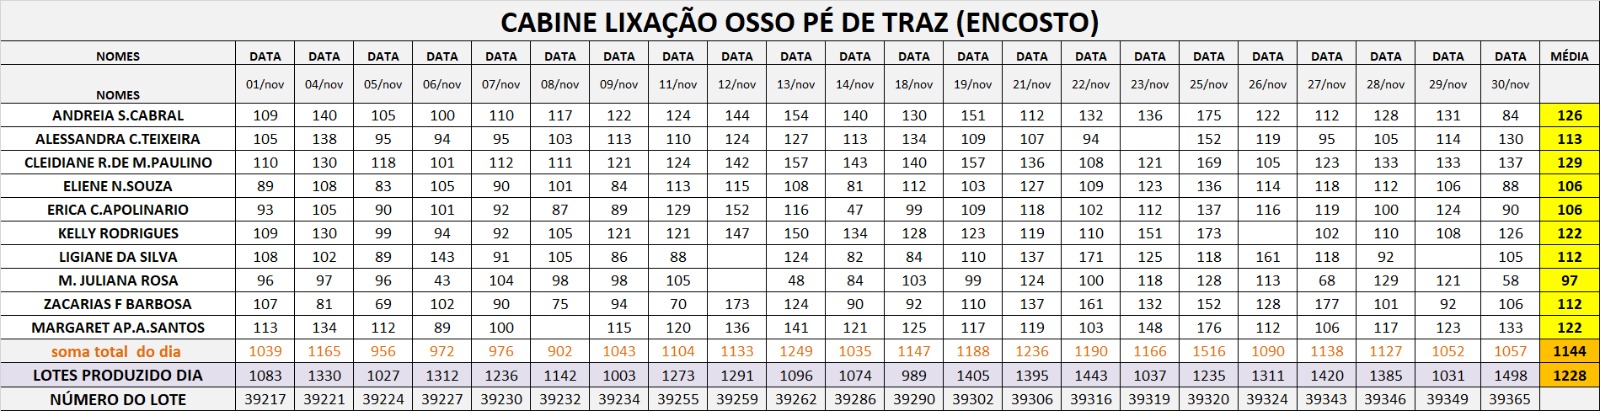 CABINE LIXAÇÃO OSSO PÉ DE TRAZ (ENCOSTO)
NOMES DATA DATA DATA DATA DATA DATA DATA DATA DATA DATA DATA DATA DATA DATA DATA DATA DATA DATA DATA DATA DATA DATA MÉDIA
NOMES 01/nov 04/nov 05/nov 06/nov 07/nov 08/nov 09/nov 11/nov 12/nov 13/nov 14/nov 18/nov 19/nov 21/nov 22/nov 23/nov 25/nov 26/nov 27/nov 28/nov 29/nov 30/nov
ANDREIA S.CABRAL 109 140 105 100 110 117 122 124 144 154 140 130 151 112 132 136 175 122 112 128 131 84 126
ALESSANDRA C.TEIXEIRA 105 138 95 94 95 103 113 110 124 127 113 134 109 107 94 152 119 95 105 114 130 113
CLEIDIANE R.DE M.PAULINO 110 130 118 101 112 111 121 124 142 157 143 140 157 136 108 121 169 105 123 133 133 137 129
ELIENE N.SOUZA 89 108 83 105 90 101 84 113 115 108 81 112 103 127 109 123 136 114 118 112 106 88 106
ERICA C.APOLINARIO 93 105 90 101 92 87 89 129 152 116 47 99 109 118 102 112 137 116 119 100 124 90 106
KELLY RODRIGUES 109 130 99 94 92 105 121 121 147 150 134 128 123 119 110 151 173 102 110 108 126 122
LIGIANE DA SILVA 108 102 89 143 91 105 86 88 124 82 84 110 137 171 125 118 161 118 92 105 112
M. JULIANA ROSA 96 97 96 43 104 98 98 105 48 84 103 99 124 100 118 128 113 68 129 121 58 97
ZACARIAS F BARBOSA 107 81 69 102 90 75 94 70 173 124 90 92 110 137 161 132 152 128 177 101 92 106 112
MARGARET AP.A.SANTOS 113 134 112 89 100 115 120 136 141 121 125 117 119 103 148 176 112 106 117 123 133 122
soma total do dia 1039 1165 956 972 976 902 1043 1104 1133 1249 1035 1147 1188 1236 1190 1166 1516 1090 1138 1127 1052 1057 1144
LOTES PRODUZIDO DIA 1083 1330 1027 1312 1236 1142 1003 1273 1291 1096 1074 989 1405 1395 1443 1037 1235 1311 1420 1385 1031 1498 1228
NÚMERO DO LOTE 39217 39221 39224 39227 39230 39232 39234 39255 39259 39262 39286 39290 39302 39306 39316 39319 39320 39324 39343 39346 39349 39365